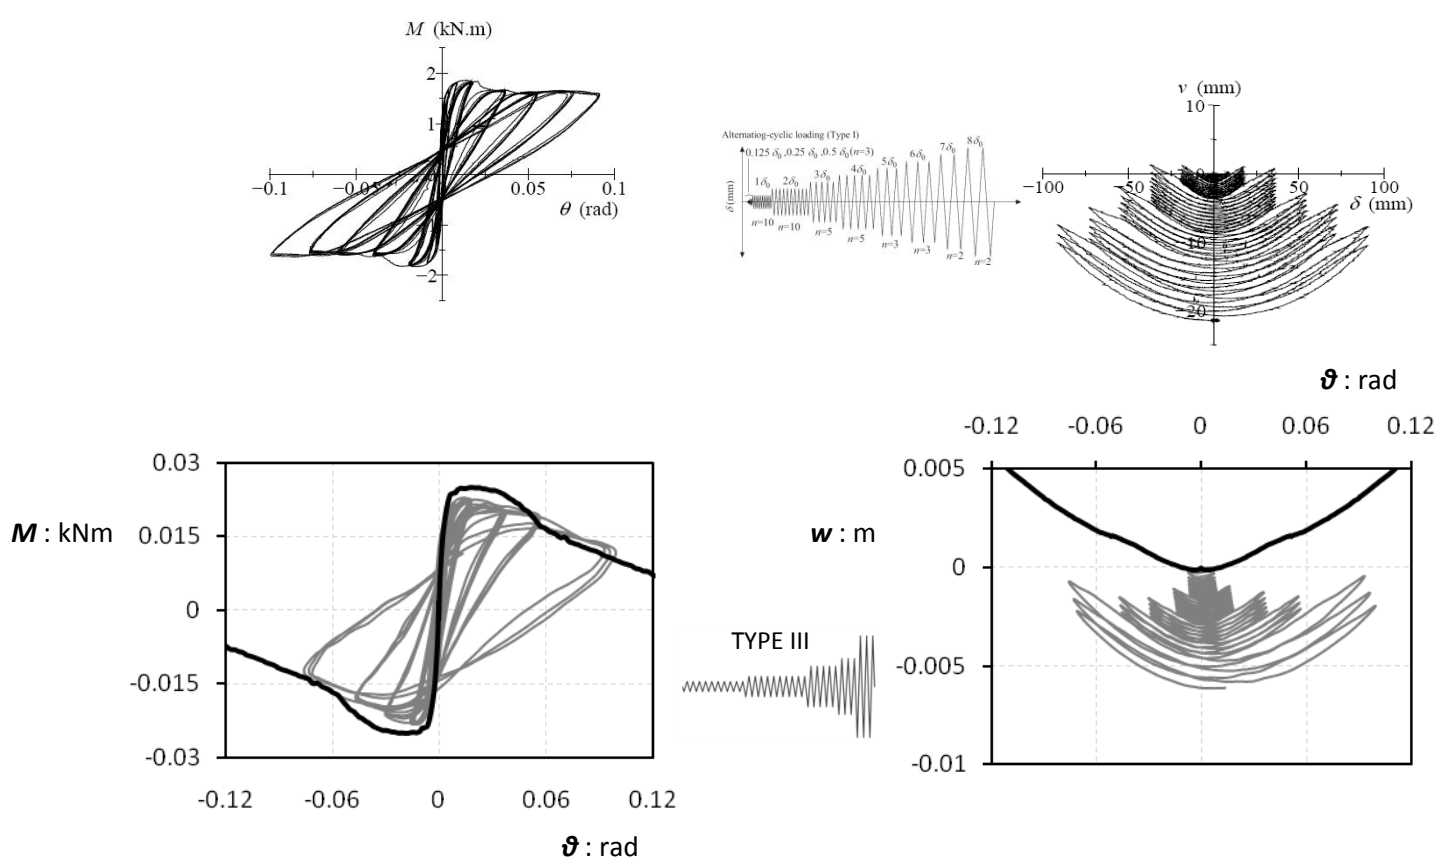 M (kN.m)
2
1
−0.1
−0.05
0.05
0.1
θ (rad)
−2
Alternatiog-cyclic loading (Type I)
0.125 δ0 ,0.25 δ0 ,0.5 δ0 (n=3)
1δ0
2δ0
3δ0
4δ0
5δ0
6δ0
7δ0
8δ0
δ (mm)
n=10
n=10
n=5
n=5
n=3
n=3
n=2
n=2
v (mm)
10
0
−100
−50
50
100
δ (mm)
−10
−20
ϑ : rad
-0.12 -0.06 0 0.06 0.12
0.03
0.015
0
-0.015
-0.03
M : kNm
-0.12 -0.06 0 0.06 0.12
ϑ : rad
TYPE III
w : m
0.005
0
-0.005
-0.01